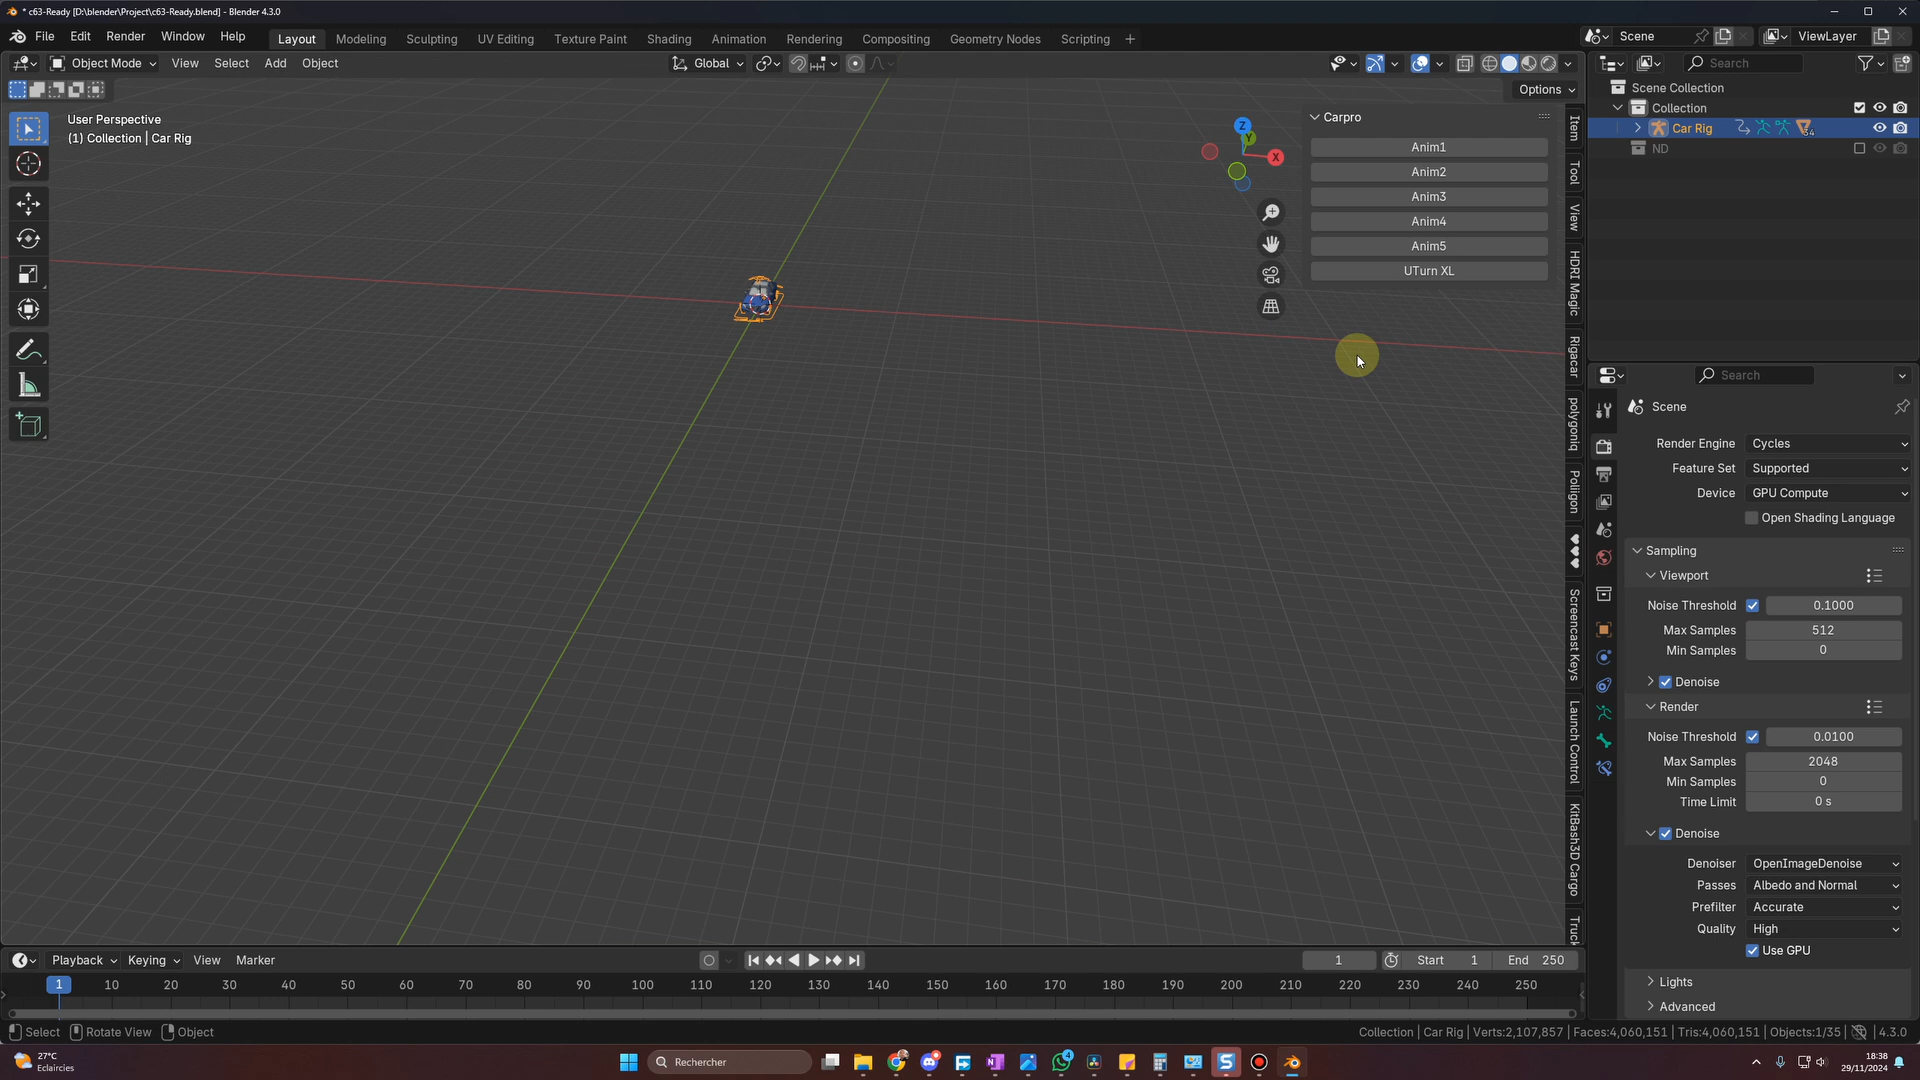 * c63-Ready [D:\blender\Project\c63-Ready.blend] - Blender 4.3.0
File Edit Render Window Help Layout Modeling Sculpting UV Editing Texture Paint Shading Animation Rendering Compositing Geometry Nodes Scripting + Scene ViewLayer
Object Mode View Select Add Object Global Search
Options
User Perspective
(1) Collection | Car Rig
Z
Y
X
Carpro
Anim1
Anim2
Anim3
Anim4
Anim5
UTurn XL
Item
Tool
View
HDRI Magic
Rigacar
polygoniq
Poliigon
Screencast Keys
Launch Control
KitBash3D Cargo
Truck
Scene Collection
Collection
Car Rig
ND
Search
Scene
Render Engine Cycles
Feature Set Supported
Device GPU Compute
Open Shading Language
Sampling
Viewport
Noise Threshold 0.1000
Max Samples 512
Min Samples 0
Denoise
Render
Noise Threshold 0.0100
Max Samples 2048
Min Samples 0
Time Limit 0 s
Denoise
Denoiser OpenImageDenoise
Passes Albedo and Normal
Prefilter Accurate
Quality High
Use GPU
Lights
Advanced
Playback Keying View Marker 1 Start 1 End 250
1 10 20 30 40 50 60 70 80 90 100 110 120 130 140 150 160 170 180 190 200 210 220 230 240 250
Select Rotate View Object Collection | Car Rig | Verts:2,107,857 | Faces:4,060,151 | Tris:4,060,151 | Objects:1/35 | 4.3.0
27°C
Eclaircies
Rechercher
4
18:38
29/11/2024